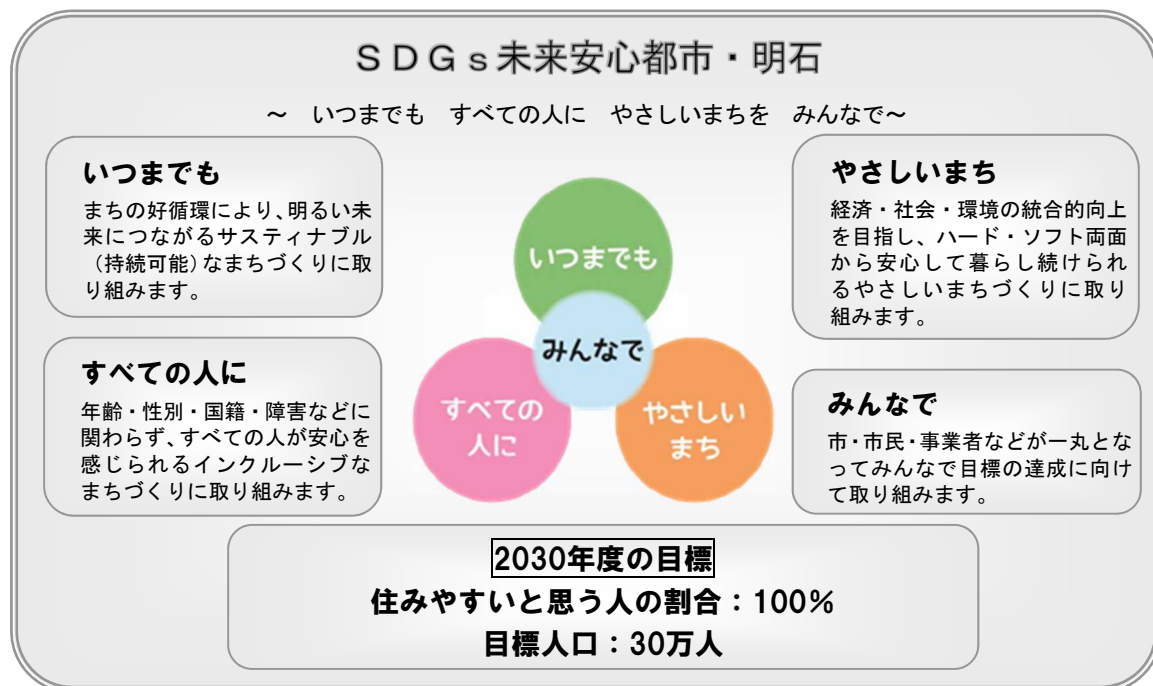 SDGs未来安心都市・明石
～ いつまでも すべての人に やさしいまちを みんなで～
いつまでも
まちの好循環により、明るい未
来につながるサスティナブル
（持続可能）なまちづくりに取
り組みます。
すべての人に
年齢・性別・国籍・障害などに
関わらず、すべての人が安心を
感じられるインクルーシブな
まちづくりに取り組みます。
いつまでも
みんなで
すべての
人に
やさしい
まち
やさしいまち
経済・社会・環境の統合的向上
を目指し、ハード・ソフト両面
から安心して暮らし続けられ
るやさしいまちづくりに取り
組みます。
みんなで
市・市民・事業者などが一丸とな
ってみんなで目標の達成に向け
て取り組みます。
2030年度の目標
住みやすいと思う人の割合：100％
目標人口：30万人